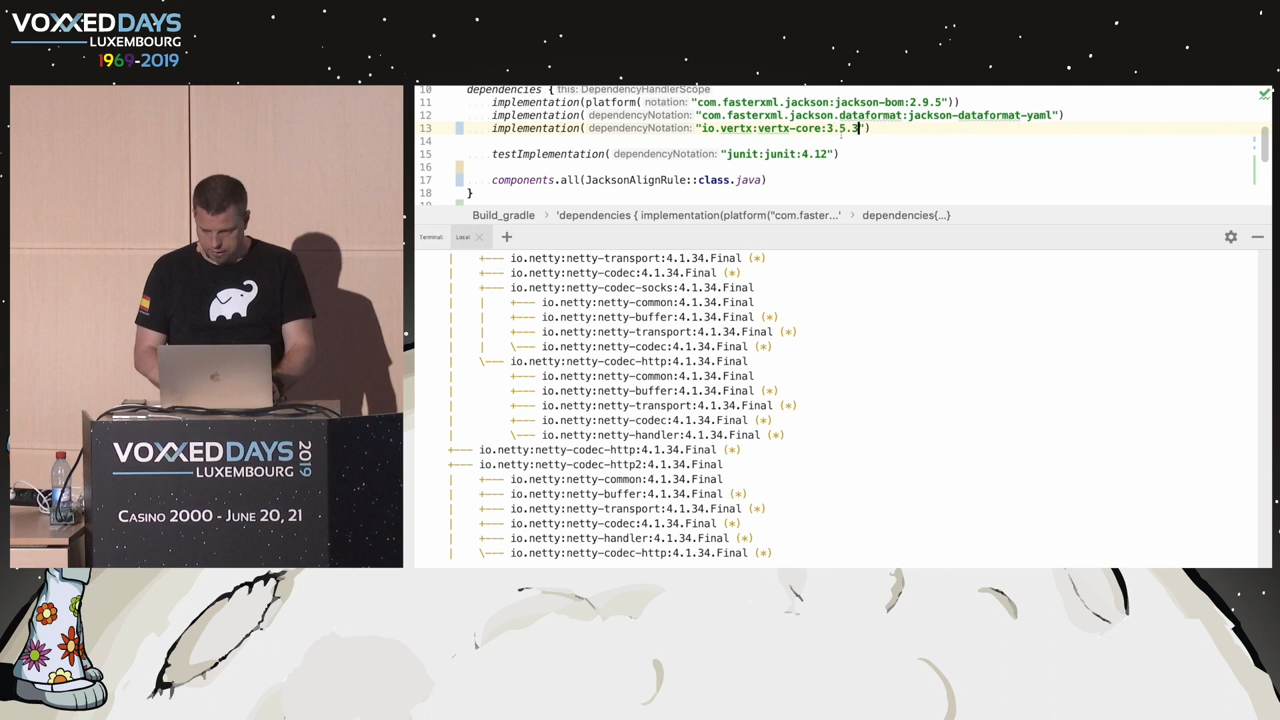 VOXXED DAYS
LUXEMBOURG
1969-2019
10 dependencies { this: DependencyHandlerScope
11 implementation(platform( notation: "com.fasterxml.jackson:jackson-bom:2.9.5"))
12 implementation( dependencyNotation: "com.fasterxml.jackson.dataformat:jackson-dataformat-yaml")
13 implementation( dependencyNotation: "io.vertx:vertx-core:3.5.3")
14
15 testImplementation( dependencyNotation: "junit:junit:4.12")
16
17 components.all(JacksonAlignRule::class.java)
18 }
Build_gradle › 'dependencies { implementation(platform("com.faster...' › dependencies{...}
Terminal: Local × +
| +--- io.netty:netty-transport:4.1.34.Final (*)
| +--- io.netty:netty-codec:4.1.34.Final (*)
| +--- io.netty:netty-codec-socks:4.1.34.Final
| | +--- io.netty:netty-common:4.1.34.Final
| | +--- io.netty:netty-buffer:4.1.34.Final (*)
| | +--- io.netty:netty-transport:4.1.34.Final (*)
| | \--- io.netty:netty-codec:4.1.34.Final (*)
| \--- io.netty:netty-codec-http:4.1.34.Final
| +--- io.netty:netty-common:4.1.34.Final
| +--- io.netty:netty-buffer:4.1.34.Final (*)
| +--- io.netty:netty-transport:4.1.34.Final (*)
| +--- io.netty:netty-codec:4.1.34.Final (*)
| \--- io.netty:netty-handler:4.1.34.Final (*)
+--- io.netty:netty-codec-http:4.1.34.Final (*)
+--- io.netty:netty-codec-http2:4.1.34.Final
| +--- io.netty:netty-common:4.1.34.Final
| +--- io.netty:netty-buffer:4.1.34.Final (*)
| +--- io.netty:netty-transport:4.1.34.Final (*)
| +--- io.netty:netty-codec:4.1.34.Final (*)
| +--- io.netty:netty-handler:4.1.34.Final (*)
| \--- io.netty:netty-codec-http:4.1.34.Final (*)
VOXXED DAYS 2019
LUXEMBOURG
CASINO 2000 - JUNE 20, 21